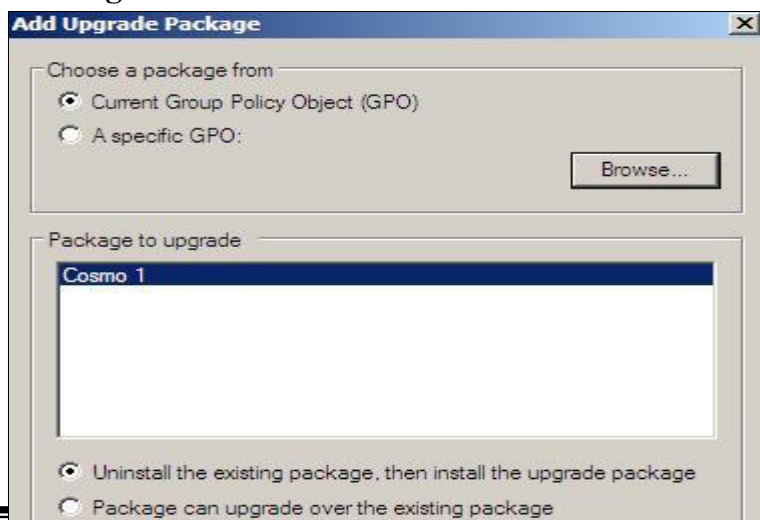 Add Upgrade Package
Choose a package from
Current Group Policy Object (GPO)
A specific GPO:
Browse...
Package to upgrade
Cosmo 1
Uninstall the existing package, then install the upgrade package
Package can upgrade over the existing package